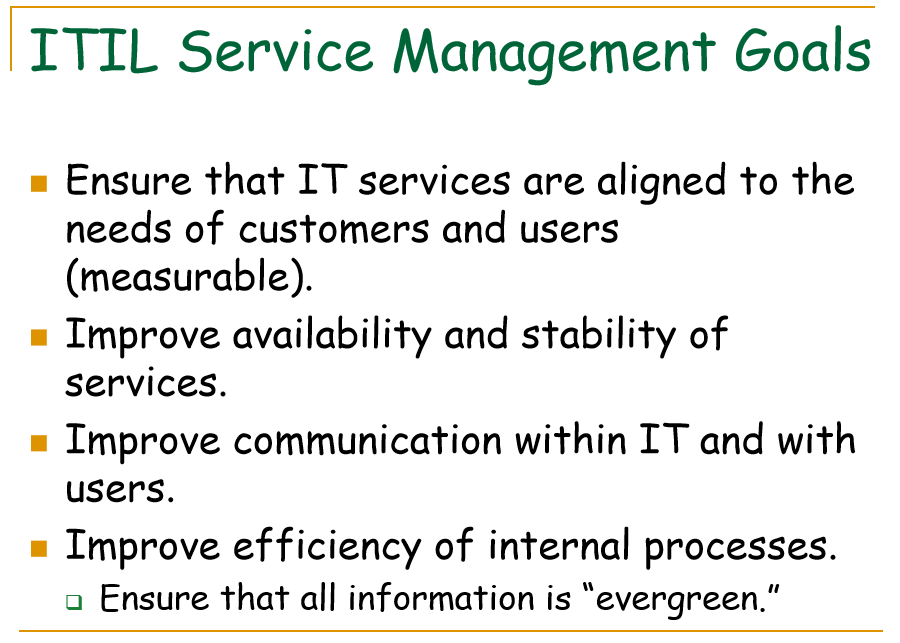 ITIL Service Management Goals
Ensure that IT services are aligned to the
needs of customers and users
(measurable).
Improve availability and stability of
services.
Improve communication within IT and with
users.
Improve efficiency of internal processes.
Ensure that all information is “evergreen.”